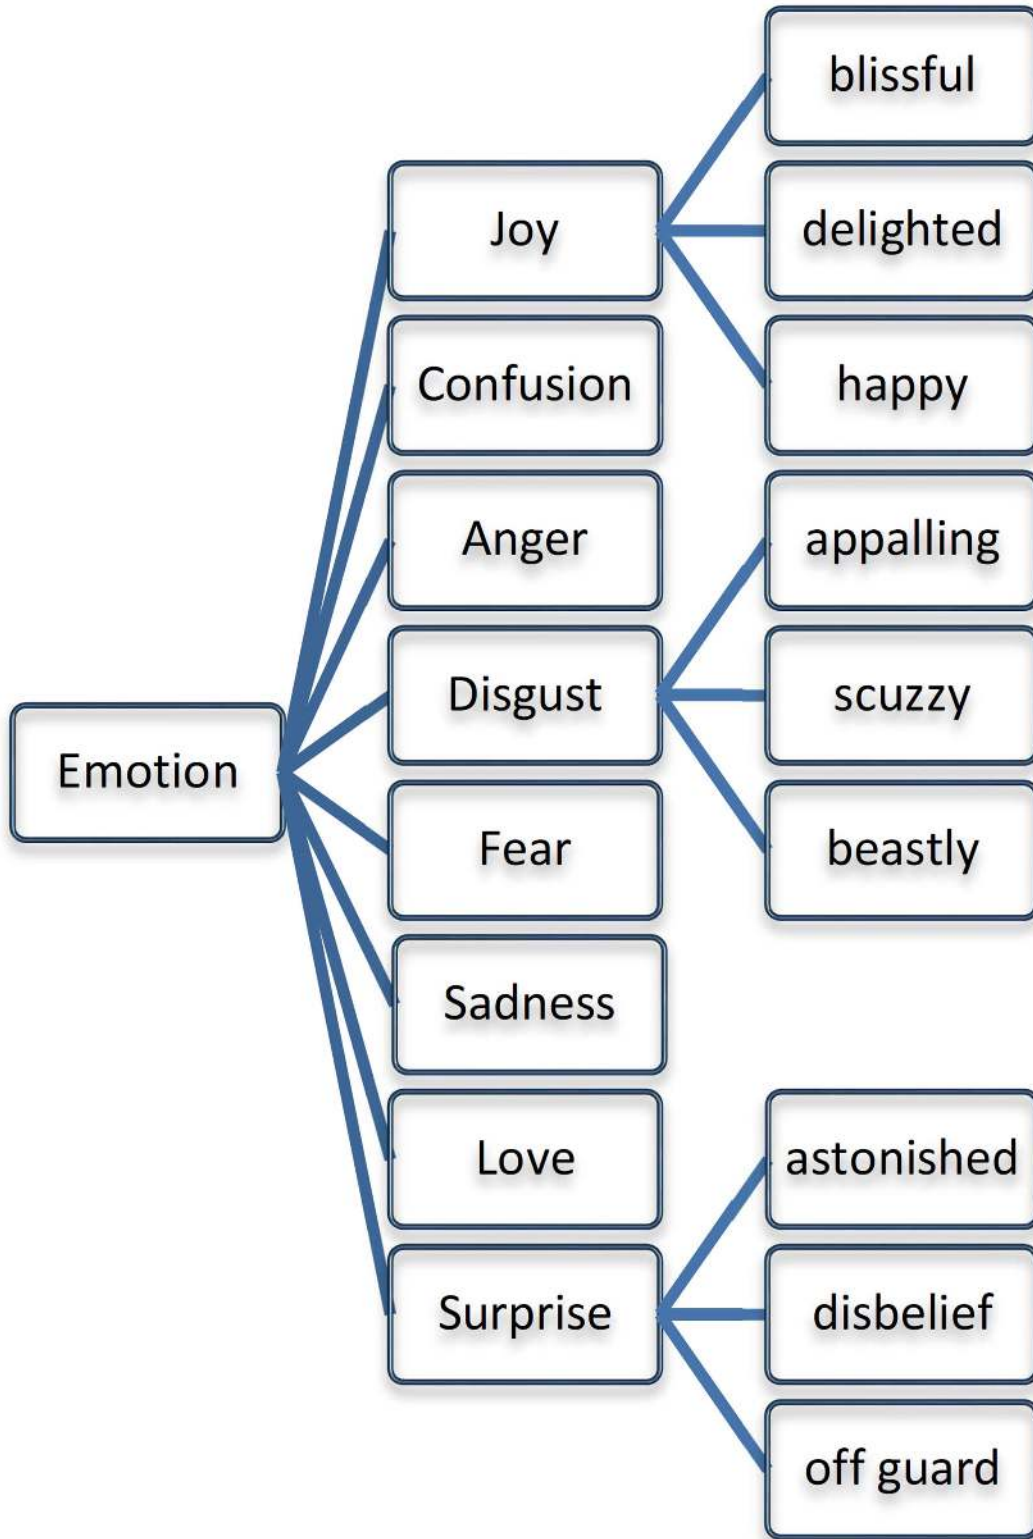 Emotion
Joy
blissful
delighted
happy
Confusion
Anger
Disgust
appalling
scuzzy
beastly
Fear
Sadness
Love
Surprise
astonished
disbelief
off guard